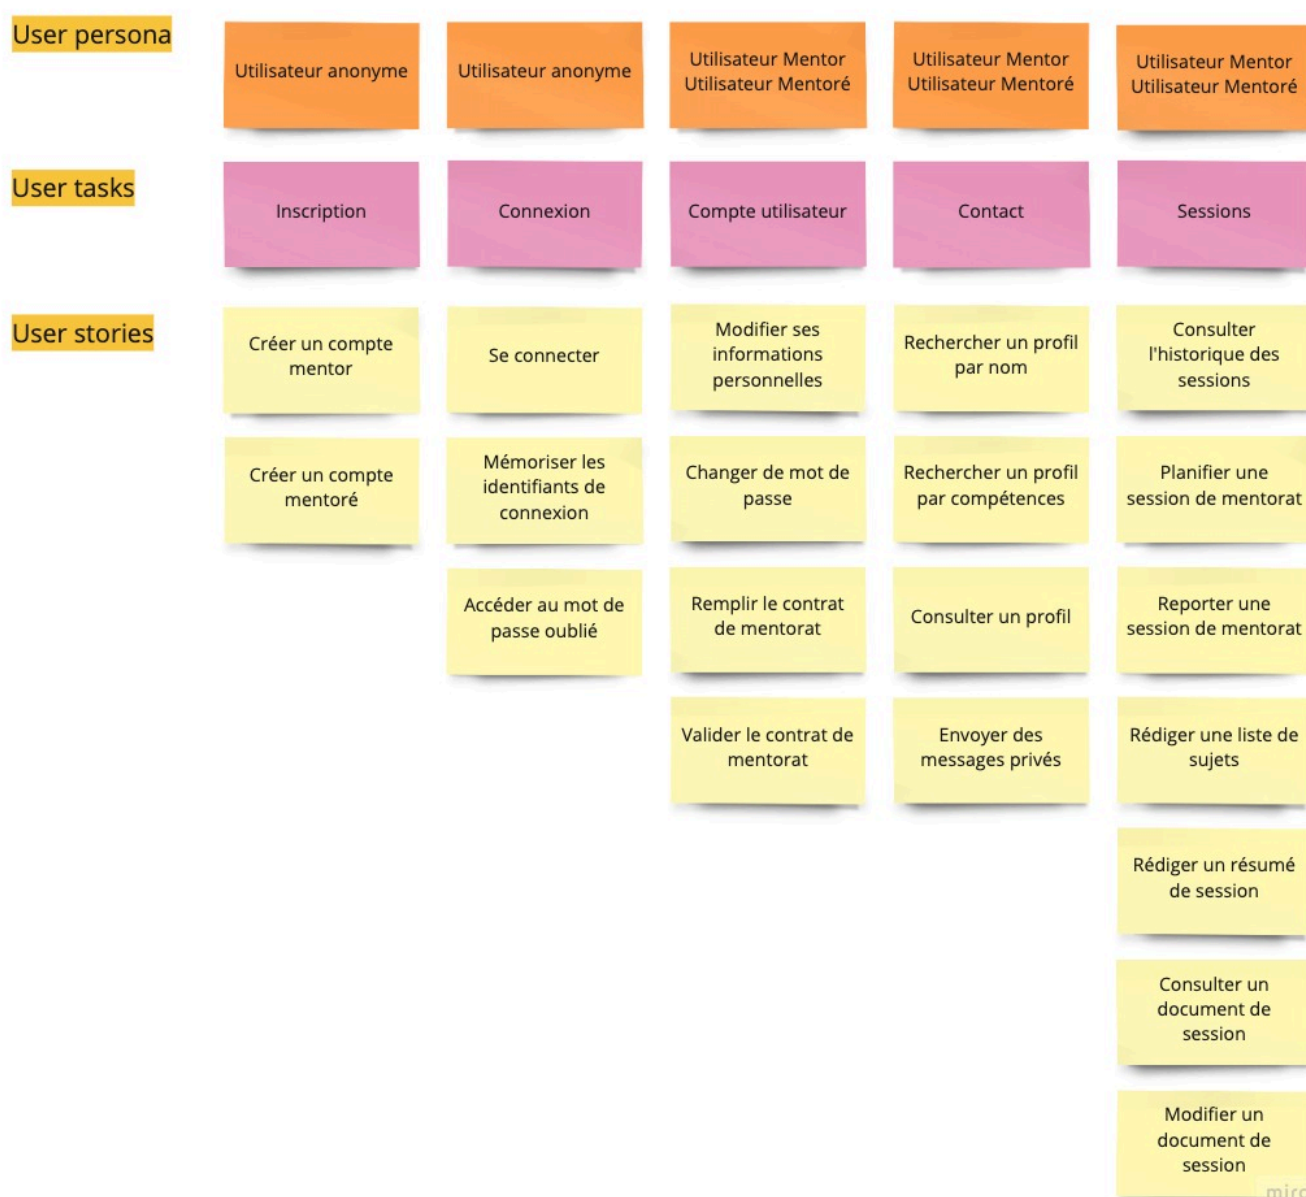 User persona
Utilisateur anonyme
Utilisateur anonyme
Utilisateur Mentor
Utilisateur Mentoré
Utilisateur Mentor
Utilisateur Mentoré
Utilisateur Mentor
Utilisateur Mentoré
User tasks
Inscription
Connexion
Compte utilisateur
Contact
Sessions
User stories
Créer un compte
mentor
Se connecter
Modifier ses
informations
personnelles
Rechercher un profil
par nom
Consulter
l'historique des
sessions
Créer un compte
mentoré
Mémoriser les
identifiants de
connexion
Changer de mot de
passe
Rechercher un profil
par compétences
Planifier une
session de mentorat
Accéder au mot de
passe oublié
Remplir le contrat
de mentorat
Consulter un profil
Reporter une
session de mentorat
Valider le contrat de
mentorat
Envoyer des
messages privés
Rédiger une liste de
sujets
Rédiger un résumé
de session
Consulter un
document de
session
Modifier un
document de
session